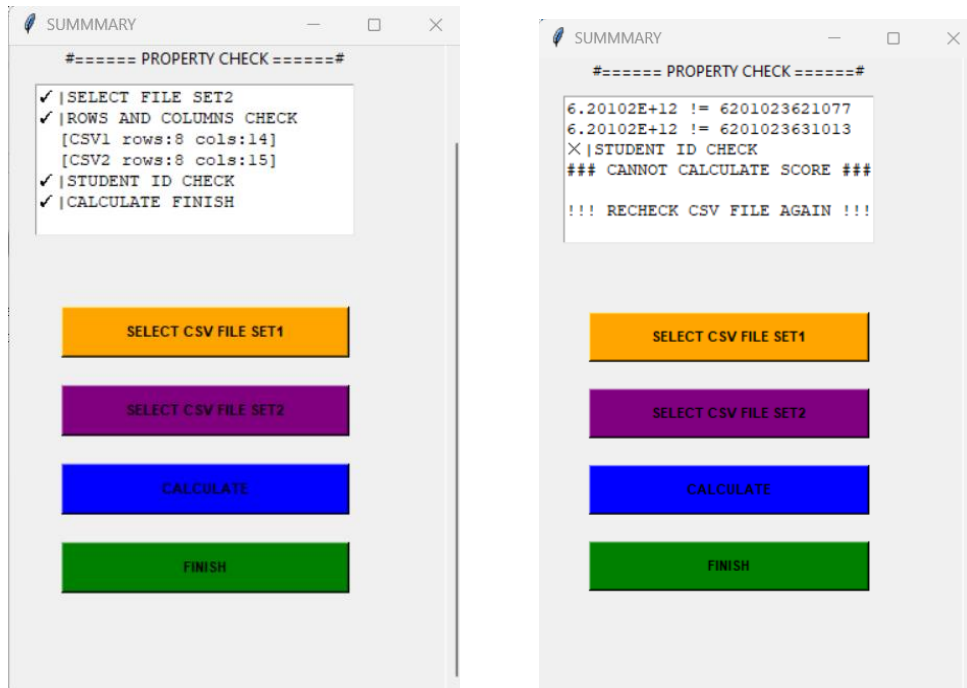 SUMMMARY
#====== PROPERTY CHECK ======#
✓|SELECT FILE SET2
✓|ROWS AND COLUMNS CHECK
[CSV1 rows:8 cols:14]
[CSV2 rows:8 cols:15]
✓|STUDENT ID CHECK
✓|CALCULATE FINISH
SELECT CSV FILE SET1
SELECT CSV FILE SET2
CALCULATE
FINISH
SUMMMARY
#====== PROPERTY CHECK ======#
6.20102E+12 != 6201023621077
6.20102E+12 != 6201023631013
✕|STUDENT ID CHECK
### CANNOT CALCULATE SCORE ###
!!! RECHECK CSV FILE AGAIN !!!
SELECT CSV FILE SET1
SELECT CSV FILE SET2
CALCULATE
FINISH